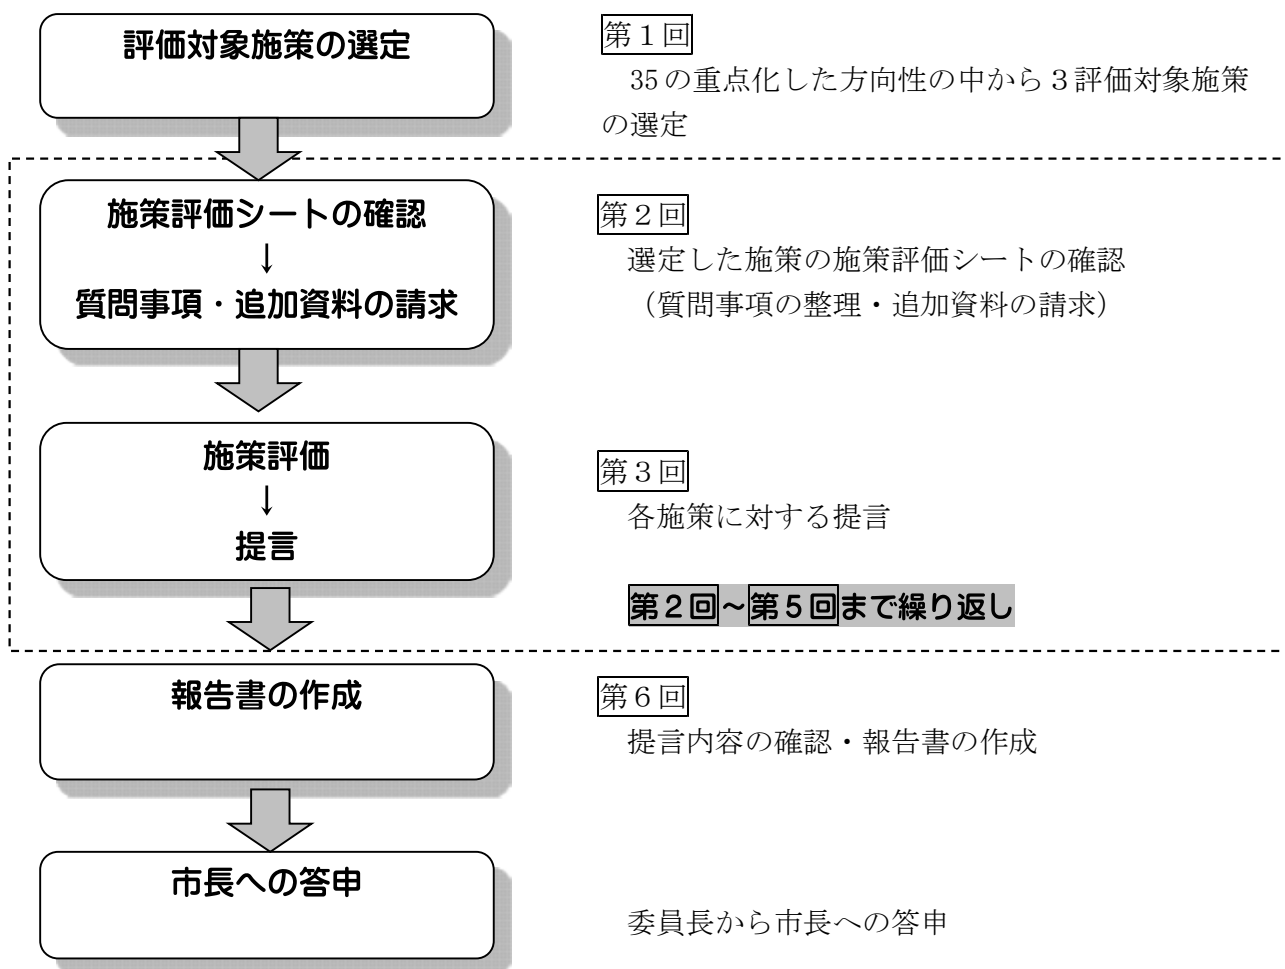 評価対象施策の選定
第１回
35の重点化した方向性の中から３評価対象施策
の選定
施策評価シートの確認
↓
質問事項・追加資料の請求
第２回
選定した施策の施策評価シートの確認
（質問事項の整理・追加資料の請求）
施策評価
↓
提言
第３回
各施策に対する提言
第２回～第５回まで繰り返し
報告書の作成
第６回
提言内容の確認・報告書の作成
市長への答申
委員長から市長への答申